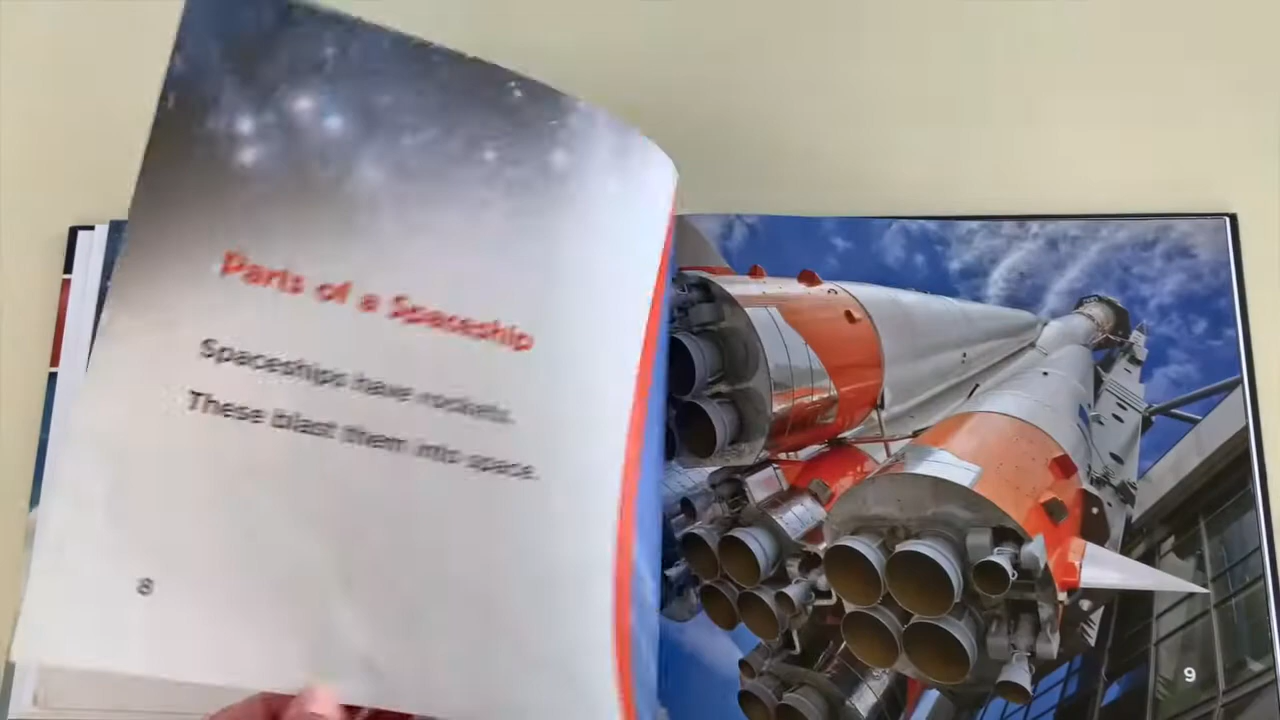 Parts of a Spaceship
Spaceships have rockets.
These blast them into space.
8
9